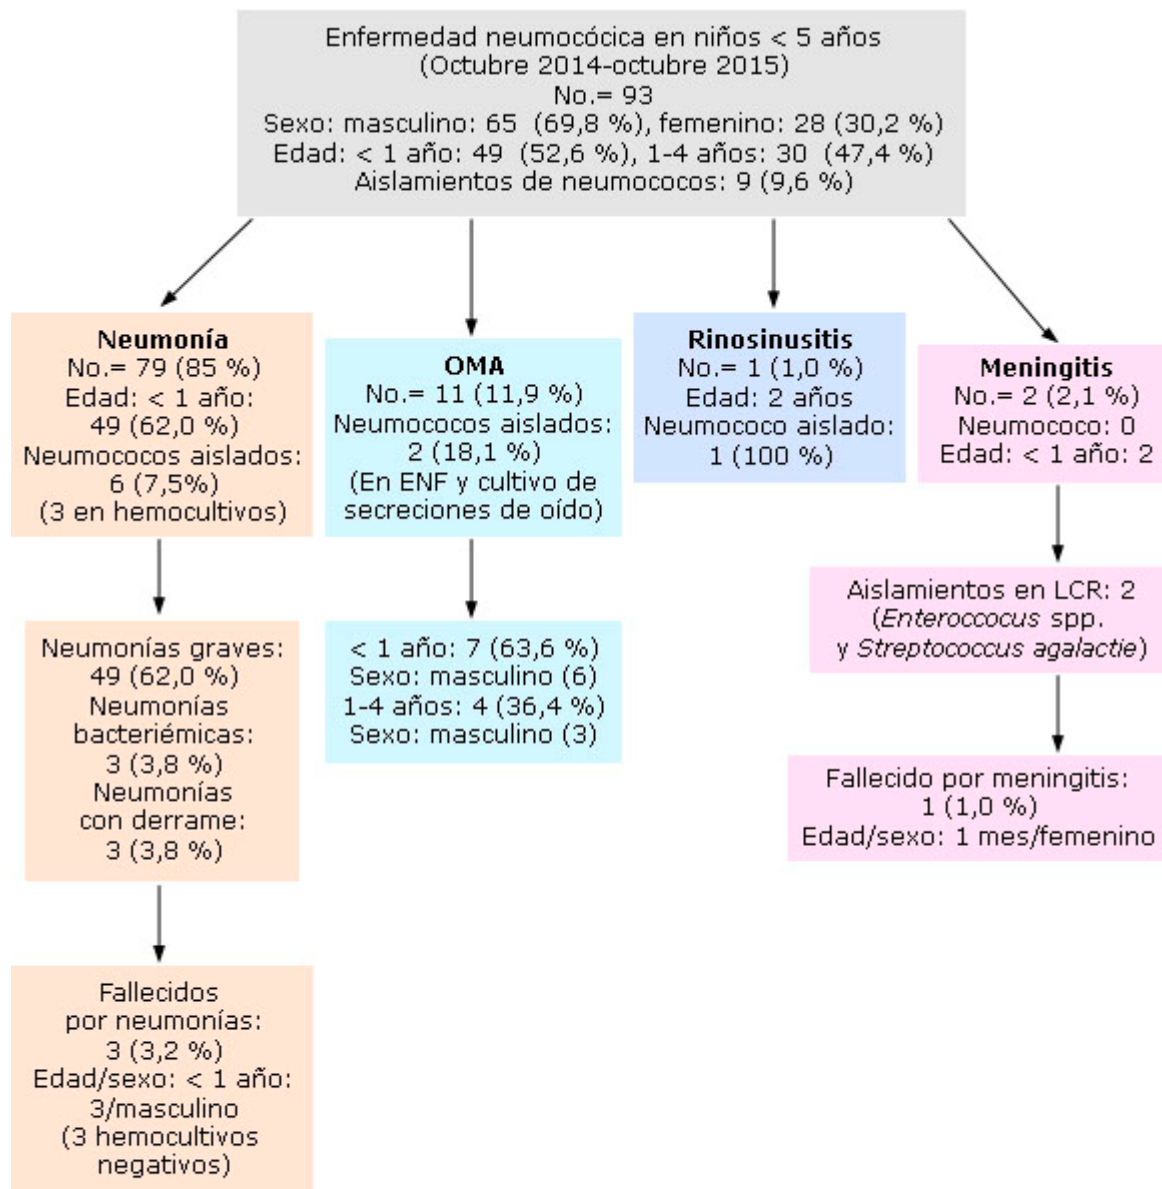 Enfermedad neumocócica en niños < 5 años
(Octubre 2014-octubre 2015)
No.= 93
Sexo: masculino: 65 (69,8 %), femenino: 28 (30,2 %)
Edad: < 1 año: 49 (52,6 %), 1-4 años: 30 (47,4 %)
Aislamientos de neumococos: 9 (9,6 %)
Neumonía
No.= 79 (85 %)
Edad: < 1 año:
49 (62,0 %)
Neumococos aislados:
6 (7,5%)
(3 en hemocultivos)
OMA
No.= 11 (11,9 %)
Neumococos aislados:
2 (18,1 %)
(En ENF y cultivo de
secreciones de oído)
Rinosinusitis
No.= 1 (1,0 %)
Edad: 2 años
Neumococo aislado:
1 (100 %)
Meningitis
No.= 2 (2,1 %)
Neumococo: 0
Edad: < 1 año: 2
Neumonías graves:
49 (62,0 %)
Neumonías
bacteriémicas:
3 (3,8 %)
Neumonías
con derrame:
3 (3,8 %)
< 1 año: 7 (63,6 %)
Sexo: masculino (6)
1-4 años: 4 (36,4 %)
Sexo: masculino (3)
Aislamientos en LCR: 2
(Enteroccocus spp.
y Streptococcus agalactie)
Fallecido por meningitis:
1 (1,0 %)
Edad/sexo: 1 mes/femenino
Fallecidos
por neumonías:
3 (3,2 %)
Edad/sexo: < 1 año:
3/masculino
(3 hemocultivos
negativos)